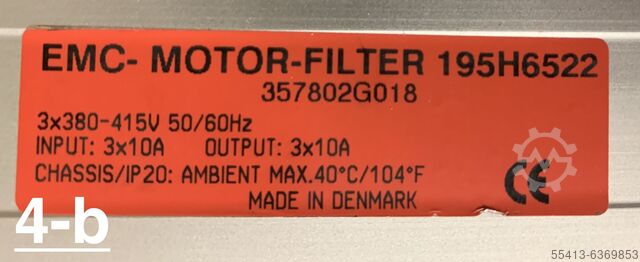 EMC- MOTOR-FILTER 195H6522
357802G018
3x380-415V 50/60Hz
INPUT: 3x10A OUTPUT: 3x10A
CHASSIS/IP20: AMBIENT MAX.40°C/104°F
CE
MADE IN DENMARK
4-b
55413-6369853